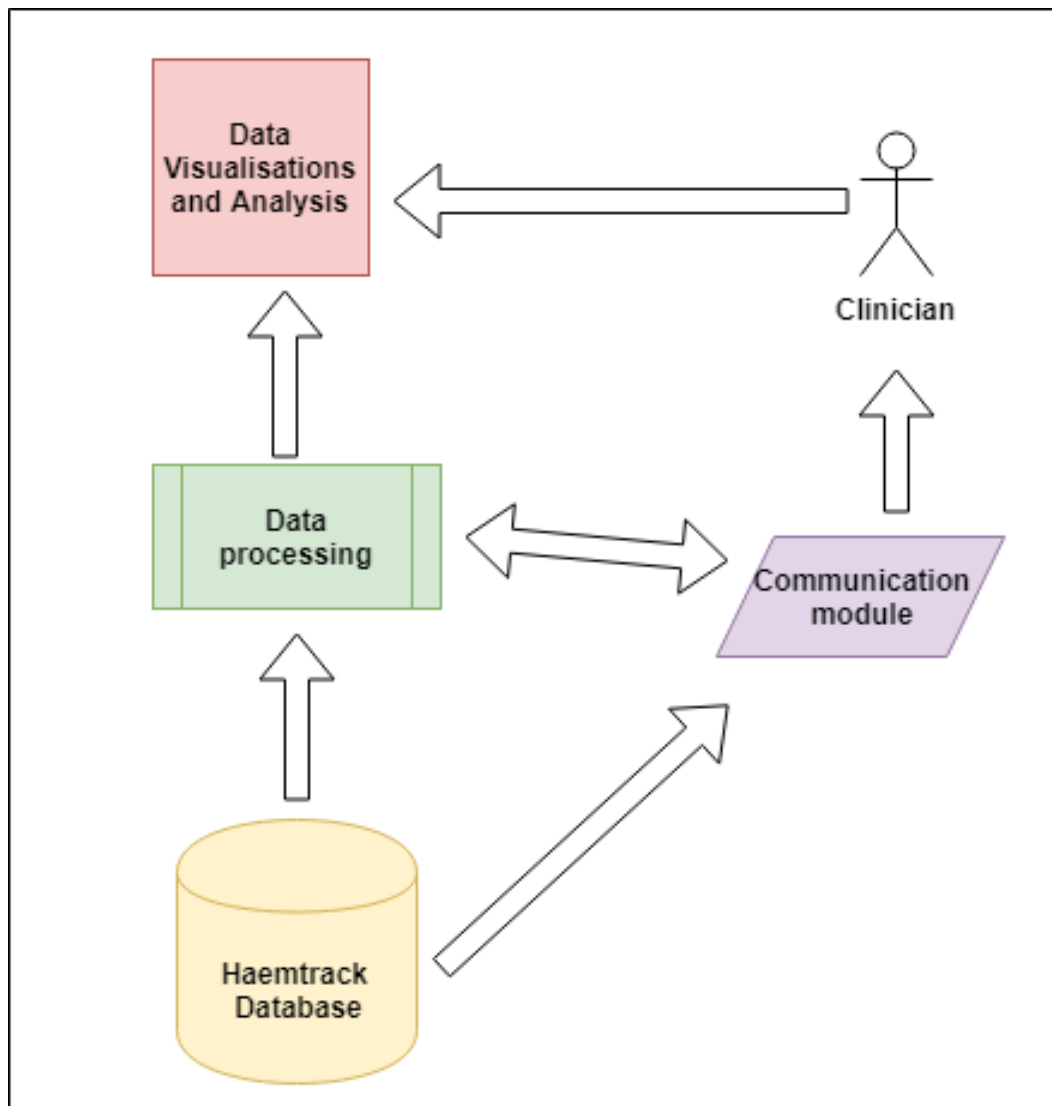 Data
Visualisations
and Analysis
Clinician
Data
processing
Communication
module
Haemtrack
Database